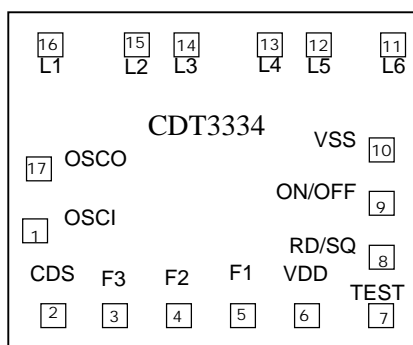 16 15 14 13 12 11
L1 L2 L3 L4 L5 L6
CDT3334
VSS
10
17 OSCO
ON/OFF
9
OSCI
1
RD/SQ
8
CDS F3 F2 F1 VDD TEST
2 3 4 5 6 7